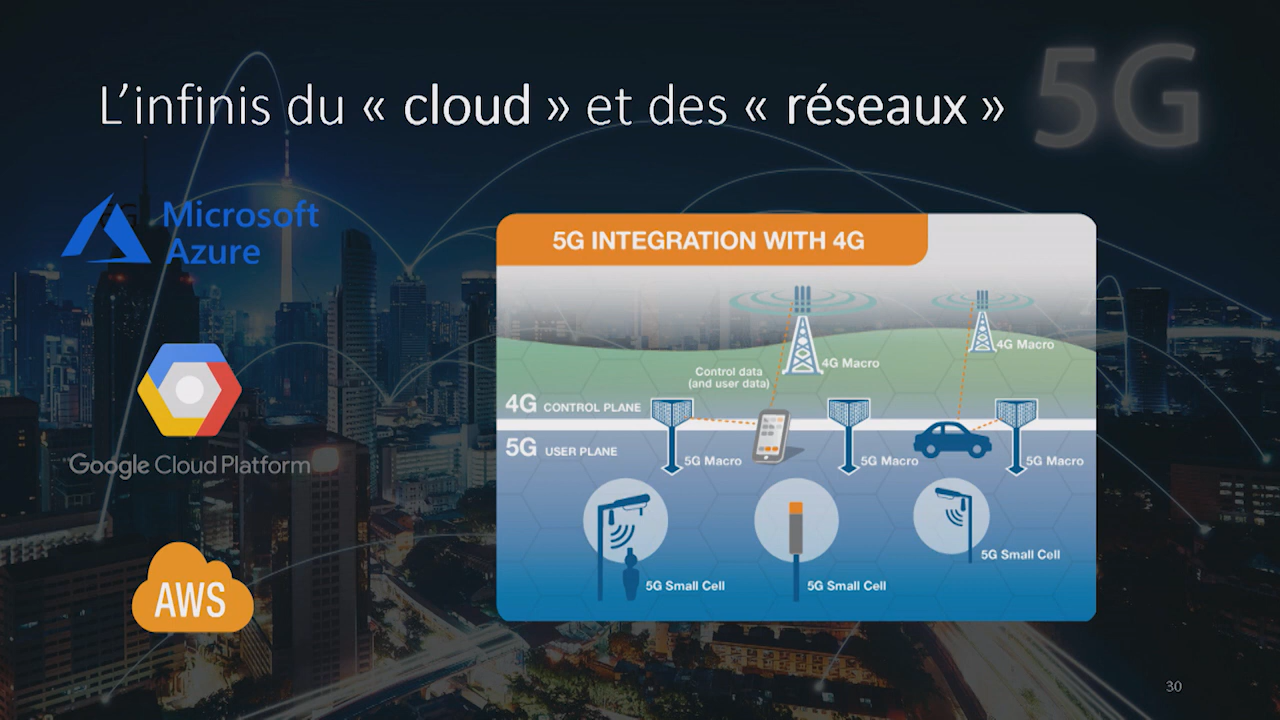 L'infinis du « cloud » et des « réseaux »
5G
Microsoft
Azure
Google Cloud Platform
AWS
5G INTEGRATION WITH 4G
4G Macro
4G Macro
Control data
(and user data)
4G CONTROL PLANE
5G USER PLANE
5G Macro
5G Macro
5G Macro
5G Small Cell
5G Small Cell
5G Small Cell
30